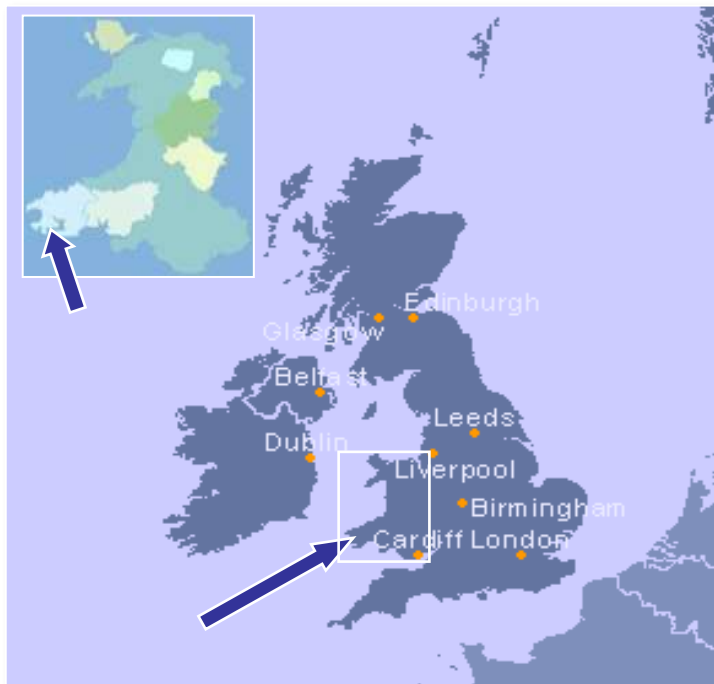 Edinburgh
Glasgow
Belfast
Leeds
Dublin
Liverpool
Birmingham
Cardiff London